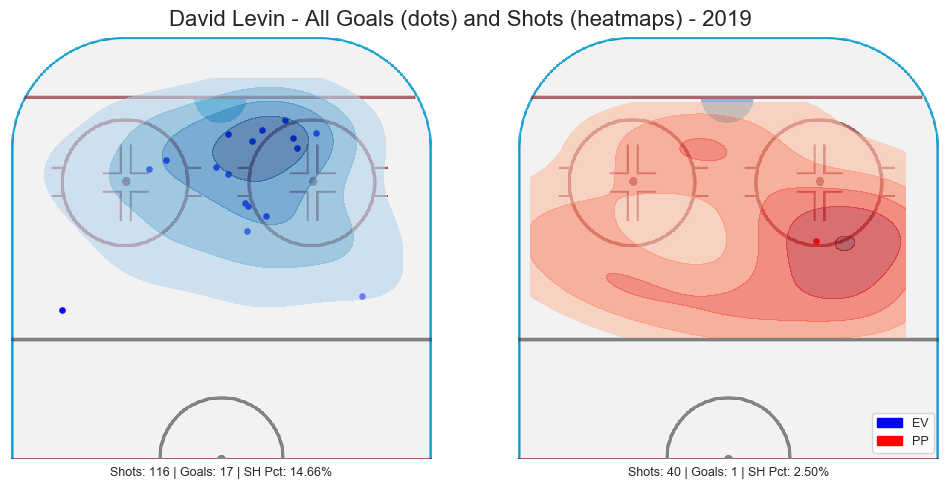 David Levin - All Goals (dots) and Shots (heatmaps) - 2019
EV
PP
Shots: 116 | Goals: 17 | SH Pct: 14.66%
Shots: 40 | Goals: 1 | SH Pct: 2.50%